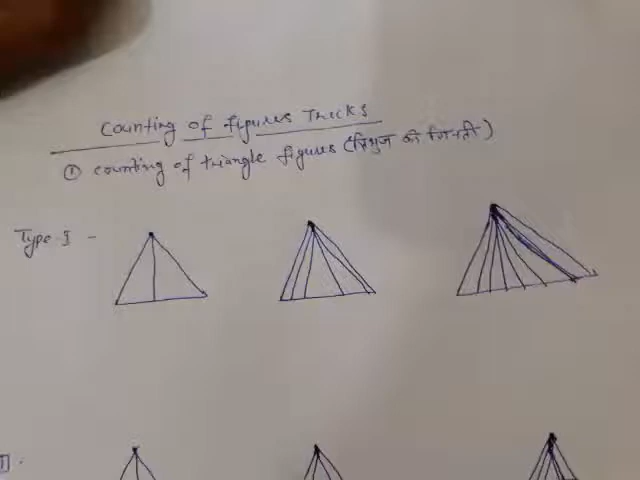 Counting of figures Tricks
① counting of triangle figures (त्रिभुज की गिनती)
Type-I -